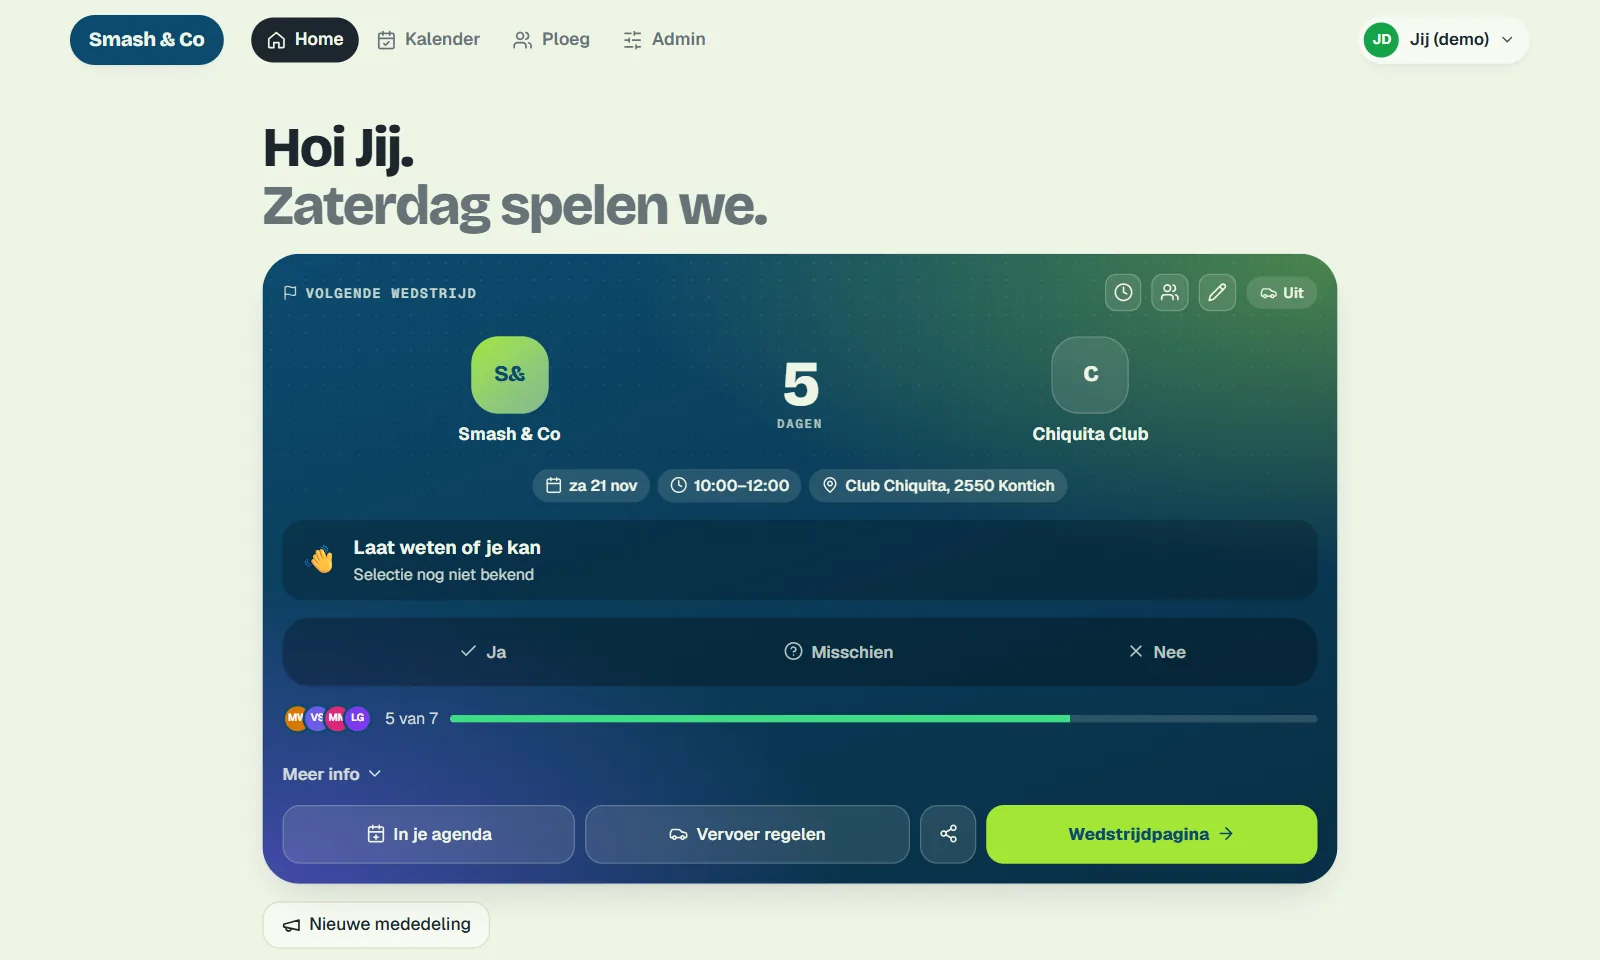 Smash & Co
Home
Kalender
Ploeg
Admin
JD
Jij (demo)
Hoi Jij.
Zaterdag spelen we.
VOLGENDE WEDSTRIJD
Uit
S&
5
DAGEN
C
Smash & Co
Chiquita Club
za 21 nov
10:00–12:00
Club Chiquita, 2550 Kontich
Laat weten of je kan
Selectie nog niet bekend
Ja
Misschien
Nee
LG
5 van 7
Meer info
In je agenda
Vervoer regelen
Wedstrijdpagina
Nieuwe mededeling